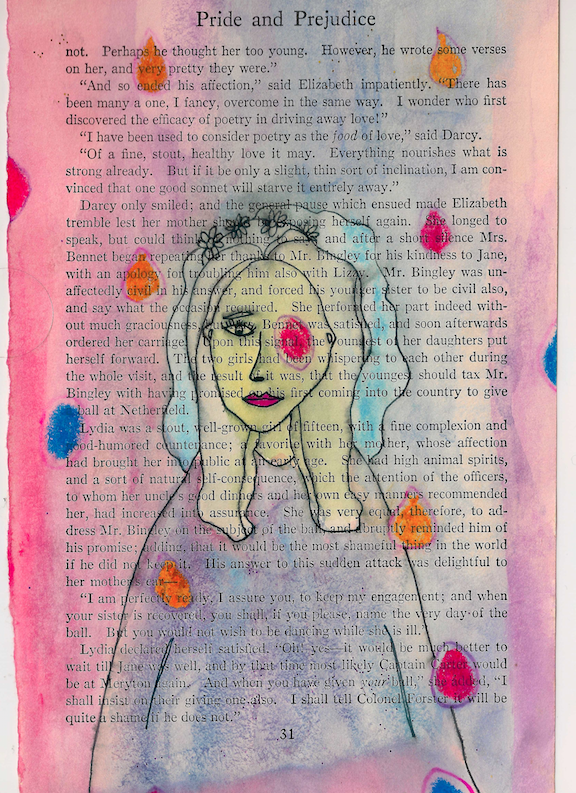 Pride and Prejudice
not. Perhaps he thought her too young. However, he wrote some verses
on her, and very pretty they were.”
“And so ended his affection,” said Elizabeth impatiently. “There has
been many a one, I fancy, overcome in the same way. I wonder who first
discovered the efficacy of poetry in driving away love!”
“I have been used to consider poetry as the food of love,” said Darcy.
“Of a fine, stout, healthy love it may. Everything nourishes what is
strong already. But if it be only a slight, thin sort of inclination, I am con-
vinced that one good sonnet will starve it entirely away.”
Darcy only smiled; and the general pause which ensued made Elizabeth
tremble lest her mother should be exposing herself again. She longed to
speak, but could think of nothing to say; and after a short silence Mrs.
Bennet began repeating her thanks to Mr. Bingley for his kindness to Jane,
with an apology for troubling him also with Lizzy. Mr. Bingley was un-
affectedly civil in his answer, and forced his younger sister to be civil also,
and say what the occasion required. She performed her part indeed with-
out much graciousness, but Mrs. Bennet was satisfied, and soon afterwards
ordered her carriage. Upon this signal, the youngest of her daughters put
herself forward. The two girls had been whispering to each other during
the whole visit, and the result of it was, that the youngest should tax Mr.
Bingley with having promised on his first coming into the country to give
a ball at Netherfield.
Lydia was a stout, well-grown girl of fifteen, with a fine complexion and
good-humored countenance; a favorite with her mother, whose affection
had brought her into public at an early age. She had high animal spirits,
and a sort of natural self-consequence, which the attention of the officers,
to whom her uncle's good dinners and her own easy manners recommended
her, had increased into assurance. She was very equal, therefore, to ad-
dress Mr. Bingley on the subject of the ball, and abruptly reminded him of
his promise; adding, that it would be the most shameful thing in the world
if he did not keep it. His answer to this sudden attack was delightful to
her mother's ear—
“I am perfectly ready, I assure you, to keep my engagement; and when
your sister is recovered, you shall, if you please, name the very day of the
ball. But you would not wish to be dancing while she is ill.”
Lydia declared herself satisfied. “Oh! yes—it would be much better to
wait till Jane was well, and by that time most likely Captain Carter would
be at Meryton again. And when you have given your ball,” she added, “I
shall insist on their giving one also. I shall tell Colonel Forster it will be
quite a shame if he does not.”
31